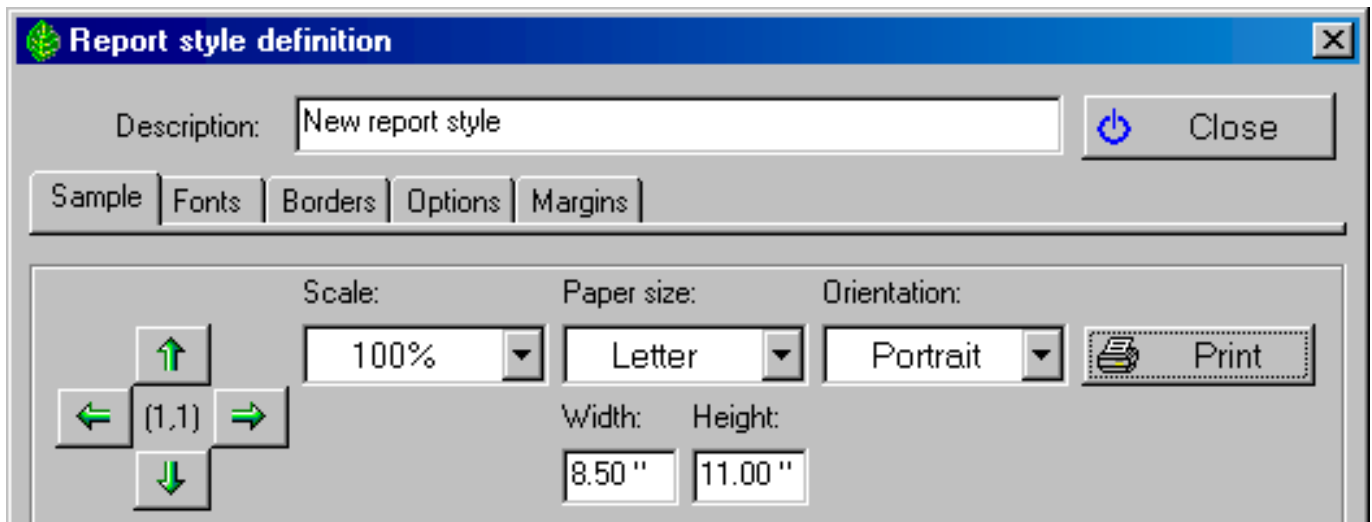 Report style definition
Description: New report style Close
Sample Fonts Borders Options Margins
Scale: Paper size: Orientation:
100% Letter Portrait Print
(1,1)
Width: Height:
8.50 " 11.00 "